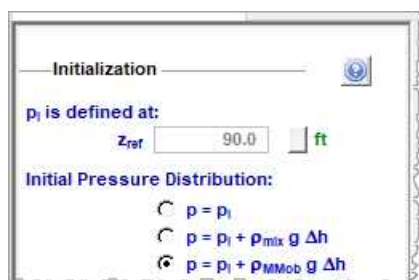 Initialization
pi is defined at:
zref 90.0 ft
Initial Pressure Distribution:
p = pi
p = pi + ρmix g Δh
p = pi + ρMMob g Δh